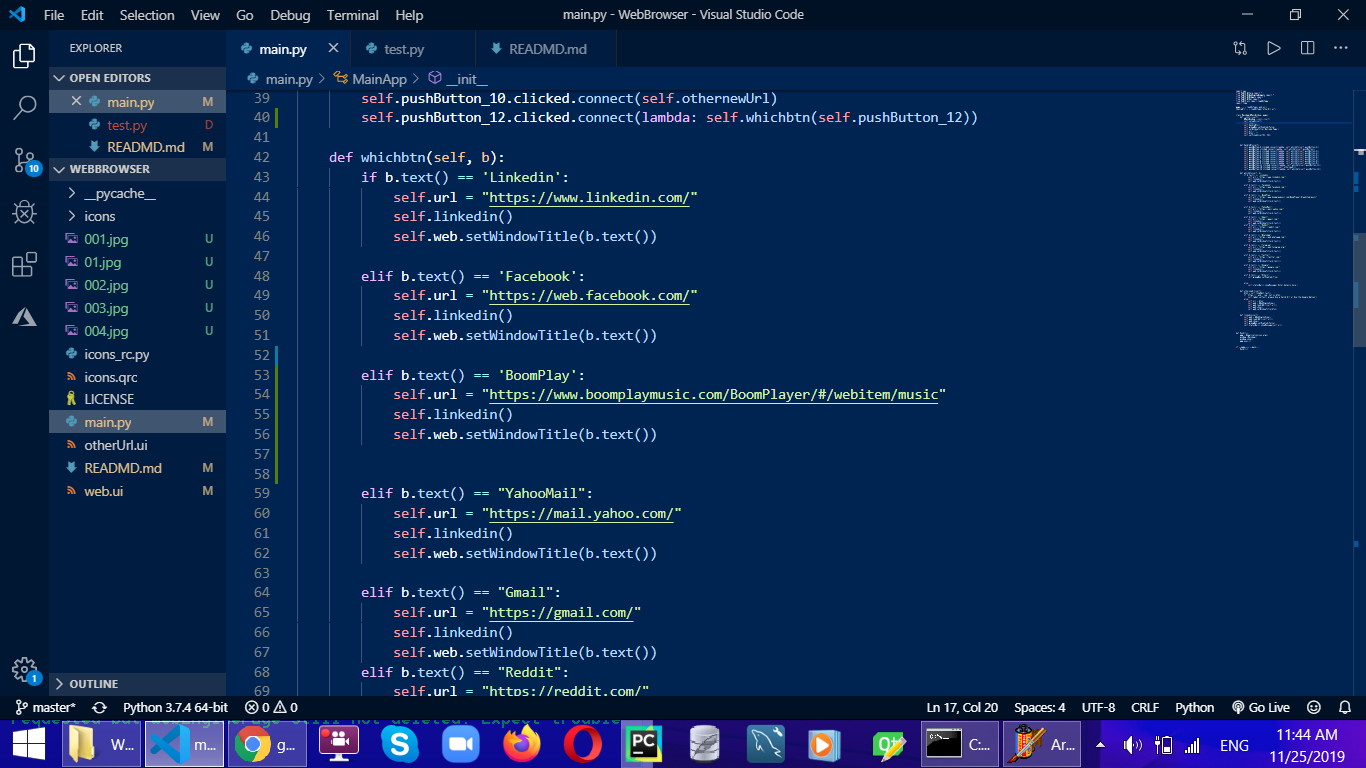 File Edit Selection View Go Debug Terminal Help main.py - WebBrowser - Visual Studio Code
EXPLORER
OPEN EDITORS
main.py M
test.py D
READMD.md M
WEBBROWSER
__pycache__
icons
001.jpg U
01.jpg U
002.jpg U
003.jpg U
004.jpg U
icons_rc.py
icons.qrc
LICENSE
main.py M
otherUrl.ui
READMD.md M
web.ui M
OUTLINE
10
1
main.py test.py READMD.md
main.py > MainApp > __init__
39 self.pushButton_10.clicked.connect(self.othernewUrl)
40 self.pushButton_12.clicked.connect(lambda: self.whichbtn(self.pushButton_12))
41
42 def whichbtn(self, b):
43 if b.text() == 'Linkedin':
44 self.url = "https://www.linkedin.com/"
45 self.linkedin()
46 self.web.setWindowTitle(b.text())
47
48 elif b.text() == 'Facebook':
49 self.url = "https://web.facebook.com/"
50 self.linkedin()
51 self.web.setWindowTitle(b.text())
52
53 elif b.text() == 'BoomPlay':
54 self.url = "https://www.boomplaymusic.com/BoomPlayer/#/webitem/music"
55 self.linkedin()
56 self.web.setWindowTitle(b.text())
57
58
59 elif b.text() == "YahooMail":
60 self.url = "https://mail.yahoo.com/"
61 self.linkedin()
62 self.web.setWindowTitle(b.text())
63
64 elif b.text() == "Gmail":
65 self.url = "https://gmail.com/"
66 self.linkedin()
67 self.web.setWindowTitle(b.text())
68 elif b.text() == "Reddit":
69 self.url = "https://reddit.com/"
master* Python 3.7.4 64-bit 0 0 Ln 17, Col 20 Spaces: 4 UTF-8 CRLF Python Go Live
W... m... g... PC Qt C... Ar... ENG 11:44 AM
11/25/2019